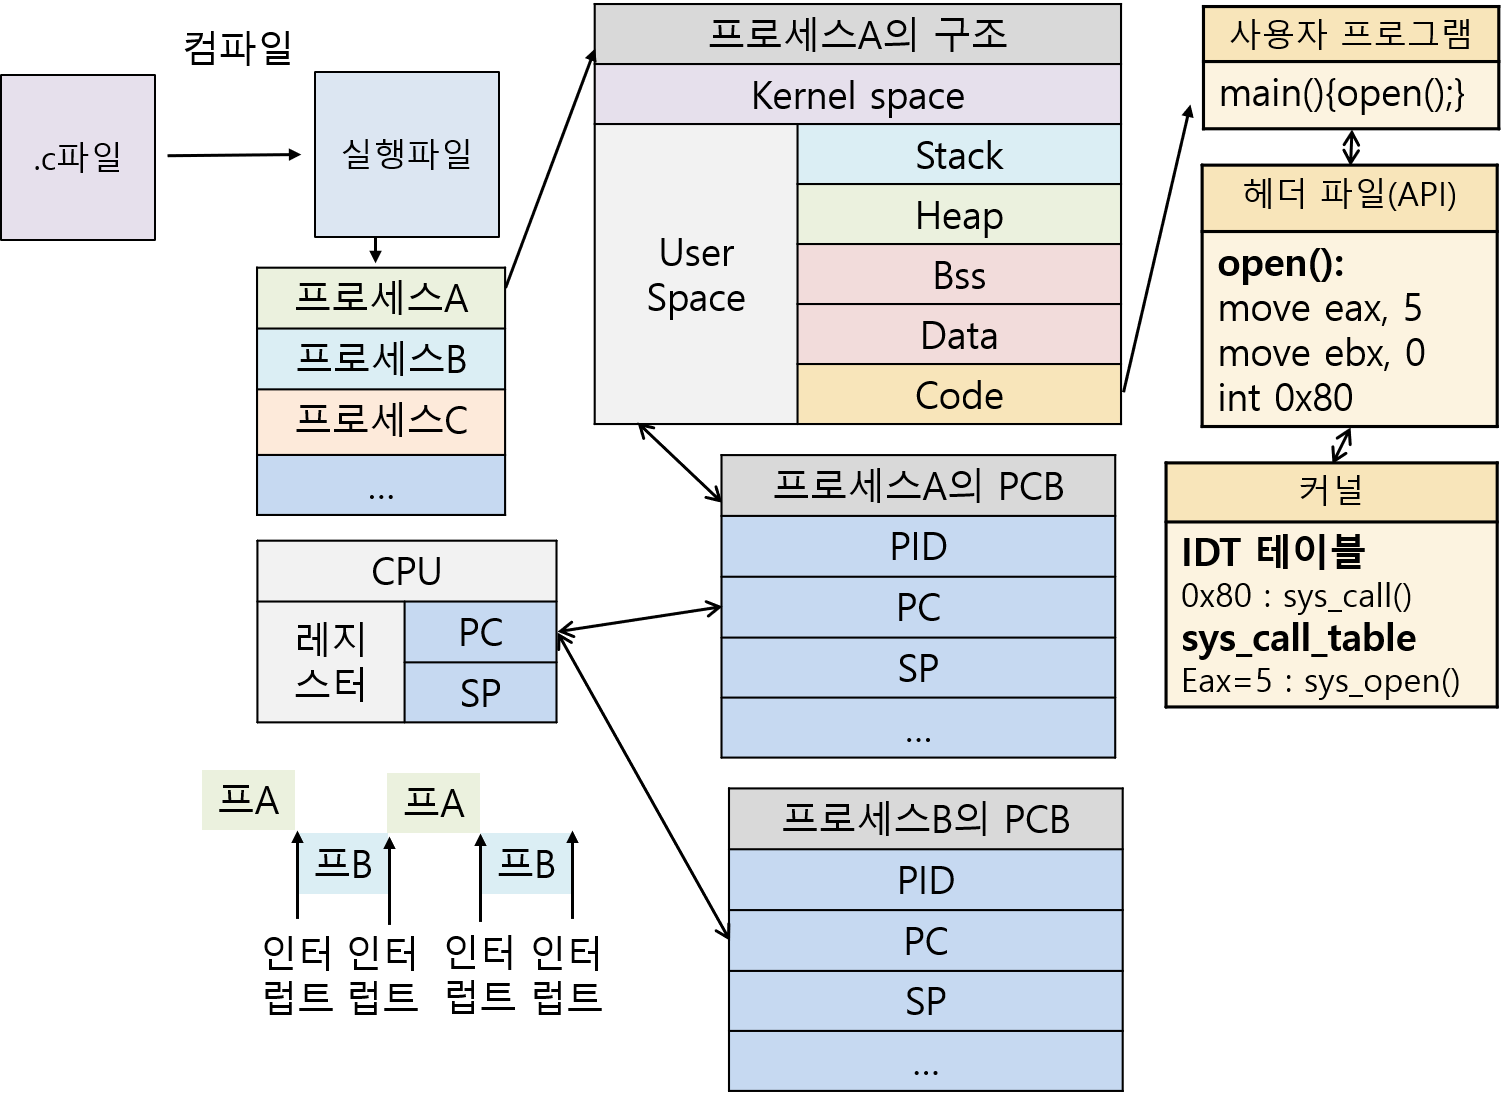 컴파일
.c파일
실행파일
프로세스A
프로세스B
프로세스C
...
프로세스A의 구조
Kernel space
User
Space
Stack
Heap
Bss
Data
Code
사용자 프로그램
main(){open();}
헤더 파일(API)
open():
move eax, 5
move ebx, 0
int 0x80
커널
IDT 테이블
0x80 : sys_call()
sys_call_table
Eax=5 : sys_open()
CPU
레지
스터
PC
SP
프로세스A의 PCB
PID
PC
SP
...
프로세스B의 PCB
PID
PC
SP
...
프A
프B
프A
프B
인터
럽트
인터
럽트
인터
럽트
인터
럽트